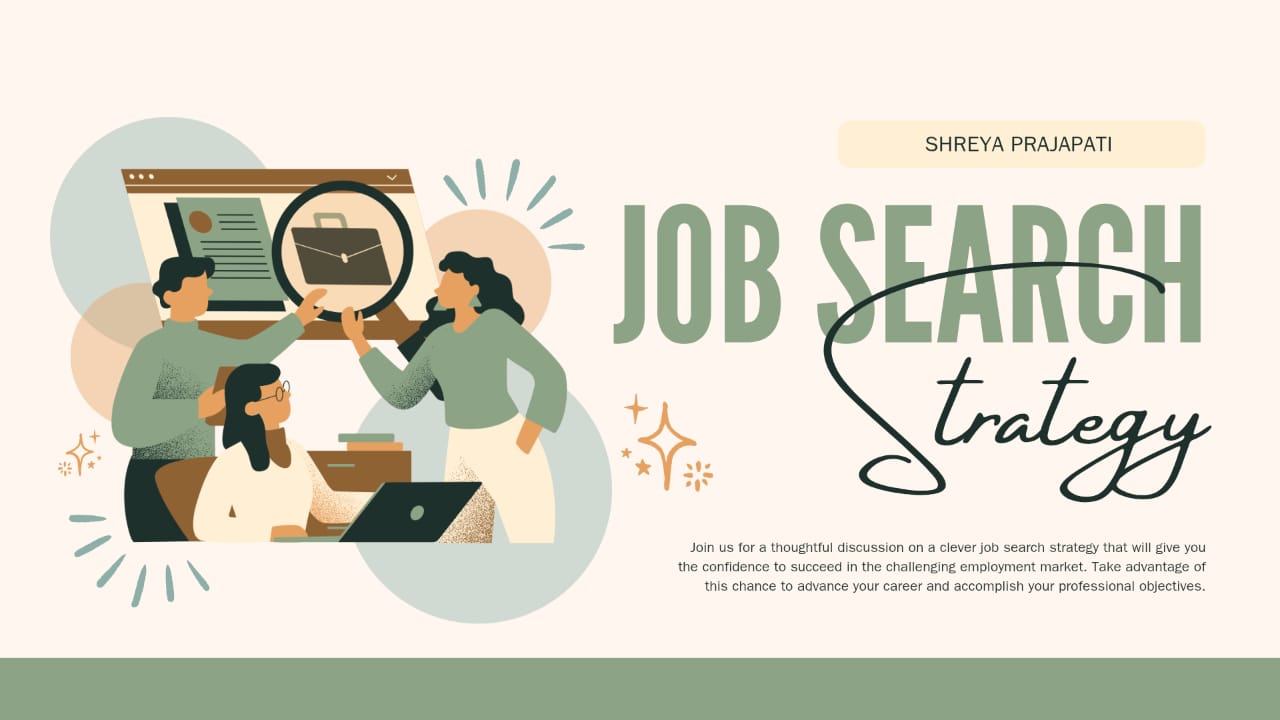 SHREYA PRAJAPATI
JOB SEARCH
Strategy
Join us for a thoughtful discussion on a clever job search strategy that will give you
the confidence to succeed in the challenging employment market. Take advantage of
this chance to advance your career and accomplish your professional objectives.